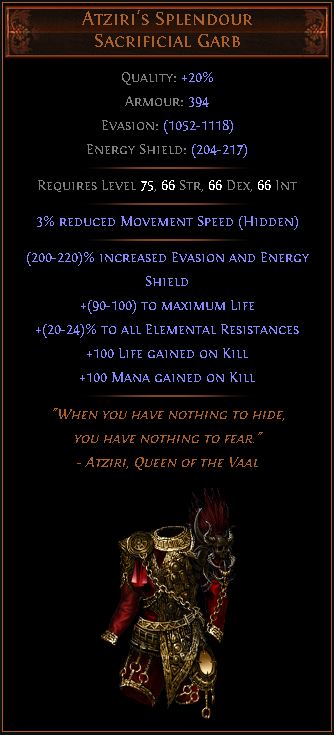 Atziri's Splendour
Sacrificial Garb
Quality: +20%
Armour: 394
Evasion: (1052-1118)
Energy Shield: (204-217)
Requires Level 75, 66 Str, 66 Dex, 66 Int
3% reduced Movement Speed (Hidden)
(200-220)% increased Evasion and Energy
Shield
+(90-100) to maximum Life
+(20-24)% to all Elemental Resistances
+100 Life gained on Kill
+100 Mana gained on Kill
"When you have nothing to hide,
you have nothing to fear."
- Atziri, Queen of the Vaal